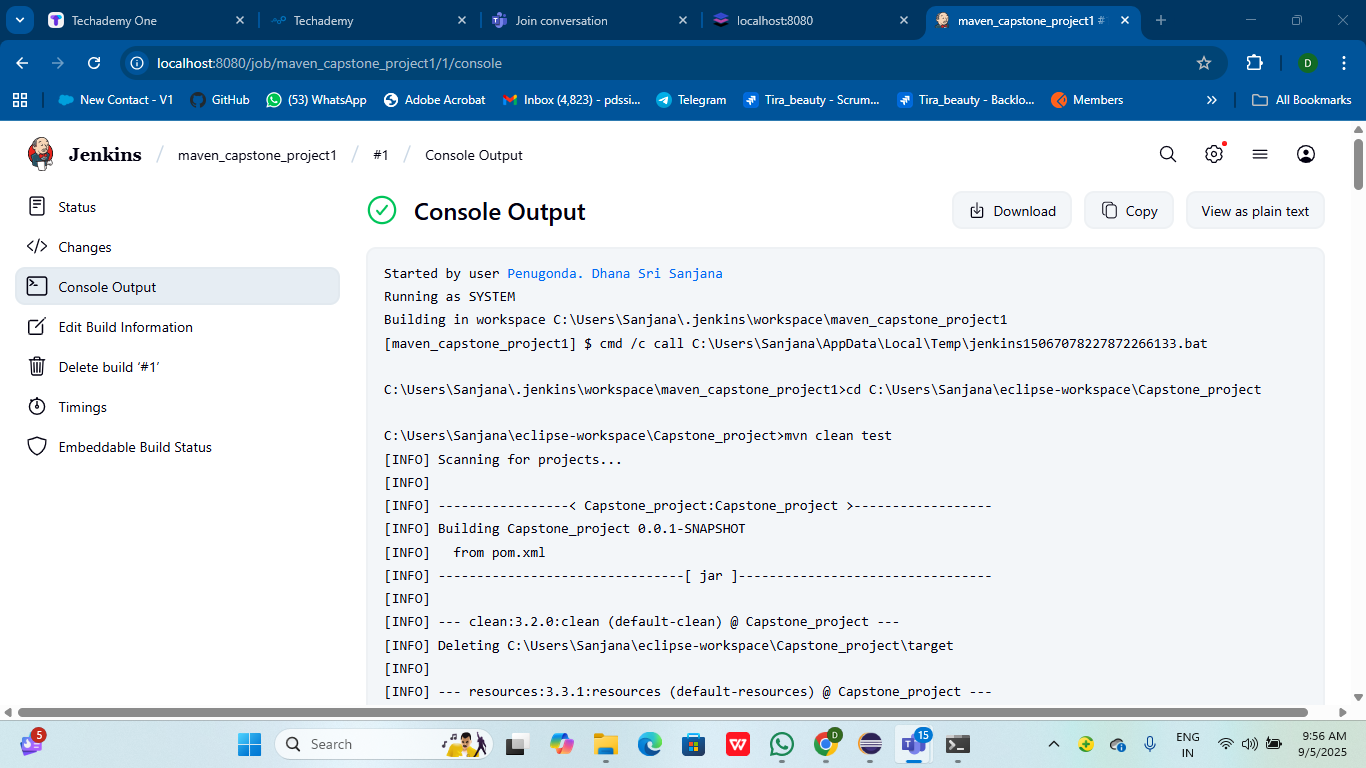 Techademy One
Techademy
Join conversation
localhost:8080
maven_capstone_project1 #
localhost:8080/job/maven_capstone_project1/1/console
D
New Contact - V1
GitHub
(53) WhatsApp
Adobe Acrobat
Inbox (4,823) - pdssi...
Telegram
Tira_beauty - Scrum...
Tira_beauty - Backlo...
Members
All Bookmarks
Jenkins / maven_capstone_project1 / #1 / Console Output
Status
Changes
Console Output
Edit Build Information
Delete build ‘#1’
Timings
Embeddable Build Status
Console Output
Download
Copy
View as plain text
Started by user Penugonda. Dhana Sri Sanjana
Running as SYSTEM
Building in workspace C:\Users\Sanjana\.jenkins\workspace\maven_capstone_project1
[maven_capstone_project1] $ cmd /c call C:\Users\Sanjana\AppData\Local\Temp\jenkins15067078227872266133.bat
C:\Users\Sanjana\.jenkins\workspace\maven_capstone_project1>cd C:\Users\Sanjana\eclipse-workspace\Capstone_project
C:\Users\Sanjana\eclipse-workspace\Capstone_project>mvn clean test
[INFO] Scanning for projects...
[INFO]
[INFO] -----------------< Capstone_project:Capstone_project >------------------
[INFO] Building Capstone_project 0.0.1-SNAPSHOT
[INFO]   from pom.xml
[INFO] --------------------------------[ jar ]---------------------------------
[INFO]
[INFO] --- clean:3.2.0:clean (default-clean) @ Capstone_project ---
[INFO] Deleting C:\Users\Sanjana\eclipse-workspace\Capstone_project\target
[INFO]
[INFO] --- resources:3.3.1:resources (default-resources) @ Capstone_project ---
5
Search
D
15
ENG
IN
9:56 AM
9/5/2025